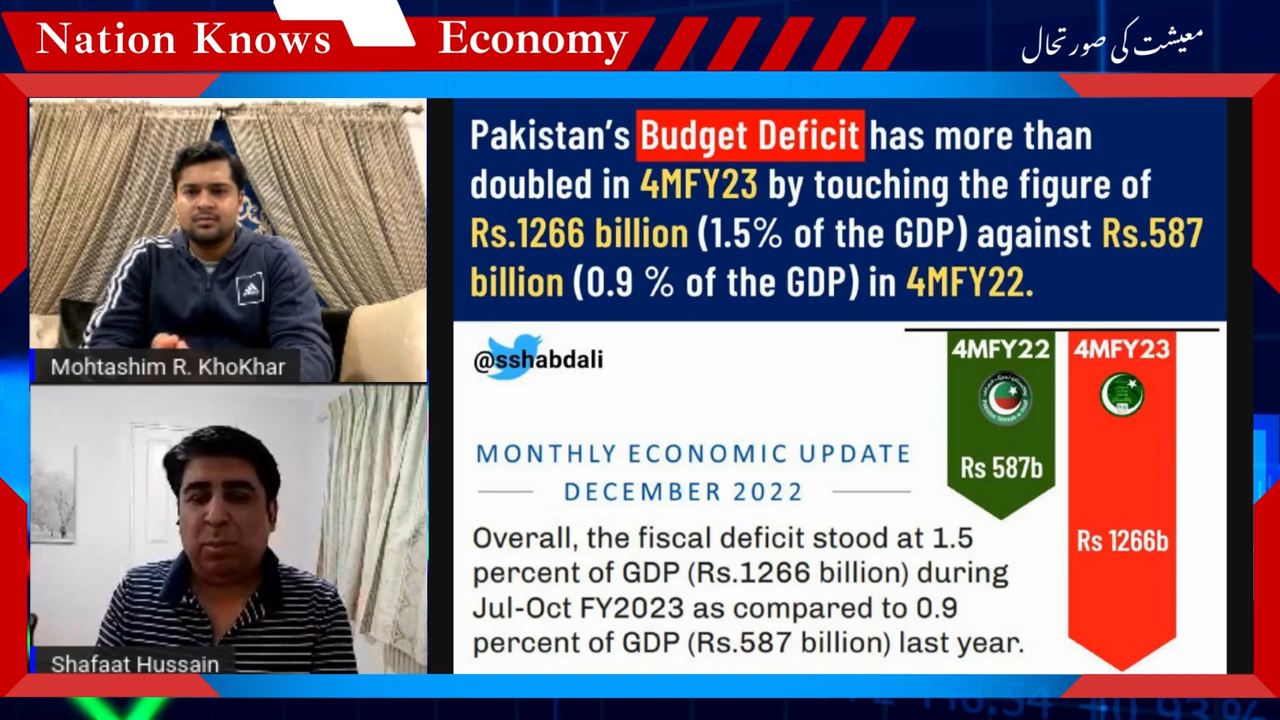 Nation Knows
Economy
معیشت کی صورتحال
Pakistan’s Budget Deficit has more than
doubled in 4MFY23 by touching the figure of
Rs.1266 billion (1.5% of the GDP) against Rs.587
billion (0.9 % of the GDP) in 4MFY22.
@sshabdali
4MFY22
4MFY23
Rs 587b
Rs 1266b
MONTHLY ECONOMIC UPDATE
DECEMBER 2022
Overall, the fiscal deficit stood at 1.5
percent of GDP (Rs.1266 billion) during
Jul-Oct FY2023 as compared to 0.9
percent of GDP (Rs.587 billion) last year.
Mohtashim R. KhoKhar
Shafaat Hussain